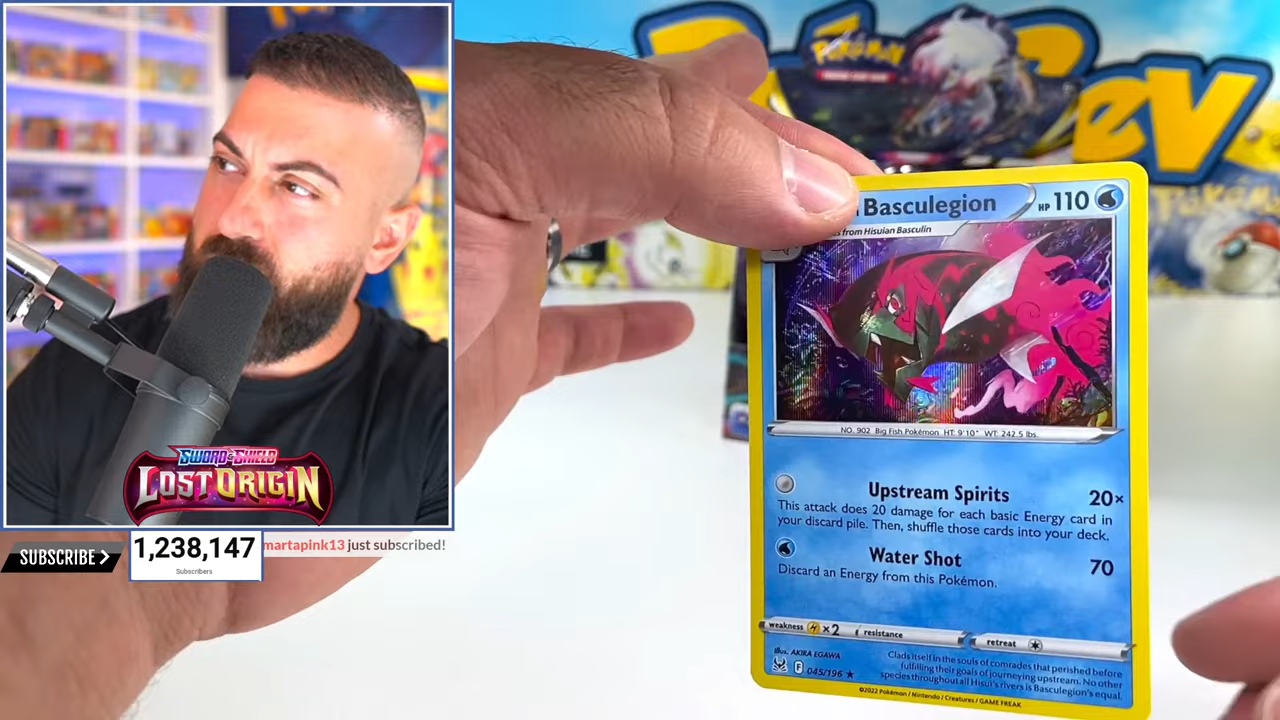 POKÉMON
eV
POKÉMON
Basculegion
HP 110
from Hisuian Basculin
NO. 902 Big Fish Pokémon HT: 9'10" WT: 242.5 lbs.
Upstream Spirits 20×
This attack does 20 damage for each basic Energy card in
your discard pile. Then, shuffle those cards into your deck.
Water Shot 70
Discard an Energy from this Pokémon.
weakness ×2 resistance retreat
Illus. AKIRA EGAWA
F 045/196 ★
Clads itself in the souls of comrades that perished before
fulfilling their goals of journeying upstream. No other
species throughout all Hisui's rivers is Basculegion's equal.
©2022 Pokémon / Nintendo / Creatures / GAME FREAK
SWORD & SHIELD
LOST ORIGIN
SUBSCRIBE
1,238,147
Subscribers
martapink13 just subscribed!